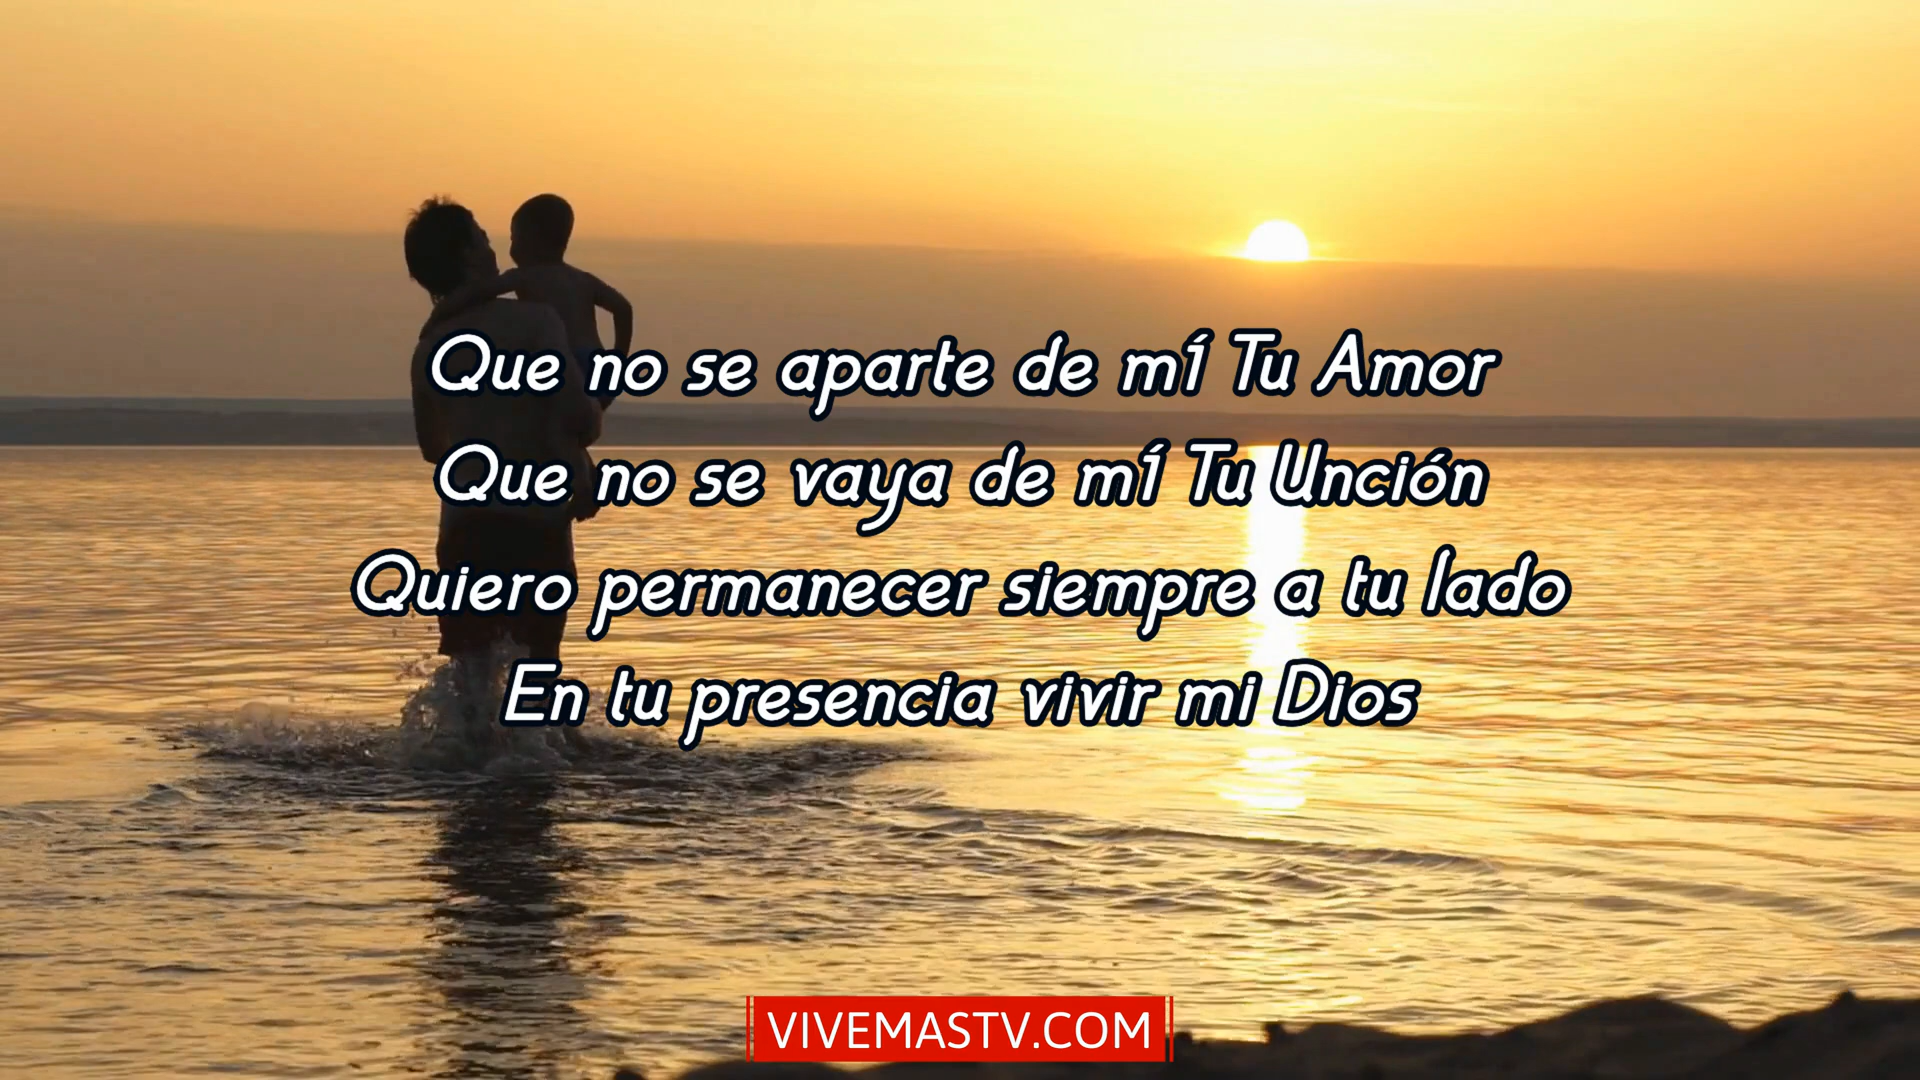 Que no se aparte de mí Tu Amor
Que no se vaya de mí Tu Unción
Quiero permanecer siempre a tu lado
En tu presencia vivir mi Dios
VIVEMASTV.COM